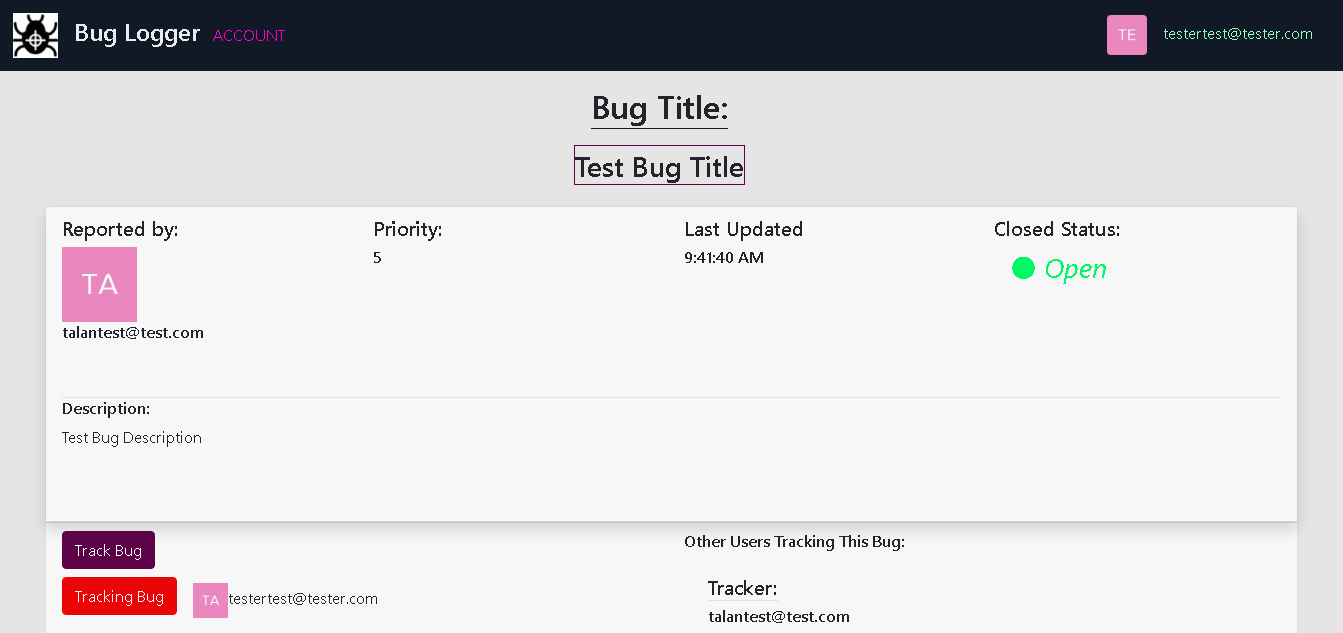 Bug Logger ACCOUNT
TE testertest@tester.com
Bug Title:
Test Bug Title
Reported by: Priority: Last Updated Closed Status:
TA 5 9:41:40 AM Open
talantest@test.com
Description:
Test Bug Description
Track Bug Other Users Tracking This Bug:
Tracking Bug TA testertest@tester.com Tracker:
talantest@test.com